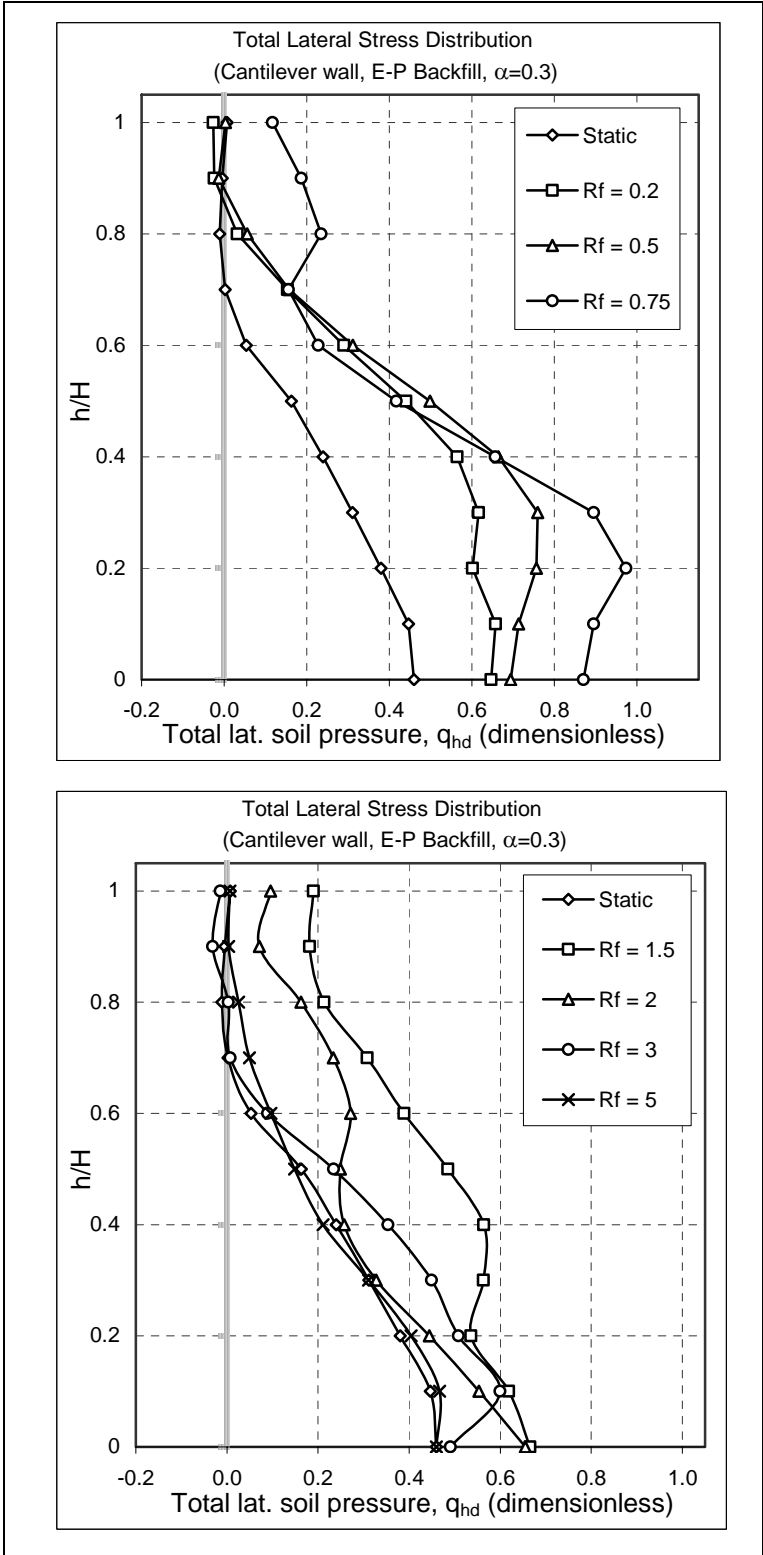 Total Lateral Stress Distribution
(Cantilever wall, E-P Backfill, α=0.3)
1
0.8
0.6
0.4
0.2
0
h/H
Static
Rf = 0.2
Rf = 0.5
Rf = 0.75
-0.2 0.0 0.2 0.4 0.6 0.8 1.0
Total lat. soil pressure, qhd (dimensionless)
Total Lateral Stress Distribution
(Cantilever wall, E-P Backfill, α=0.3)
1
0.8
0.6
0.4
0.2
0
h/H
Static
Rf = 1.5
Rf = 2
Rf = 3
Rf = 5
-0.2 0.0 0.2 0.4 0.6 0.8 1.0
Total lat. soil pressure, qhd (dimensionless)